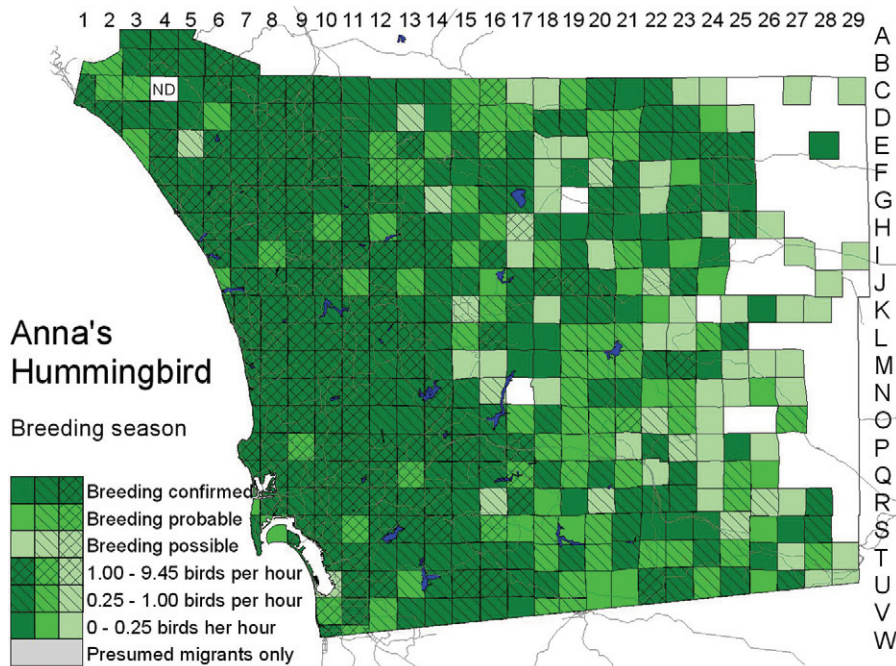 1 2 3 4 5 6 7 8 9 10 11 12 13 14 15 16 17 18 19 20 21 22 23 24 25 26 27 28 29
A
B
C
ND
D
E
F
G
H
I
J
K
L
M
N
O
P
Q
R
S
T
U
V
W
Anna's
Hummingbird
Breeding season
Breeding confirmed
Breeding probable
Breeding possible
1.00 - 9.45 birds per hour
0.25 - 1.00 birds per hour
0 - 0.25 birds her hour
Presumed migrants only